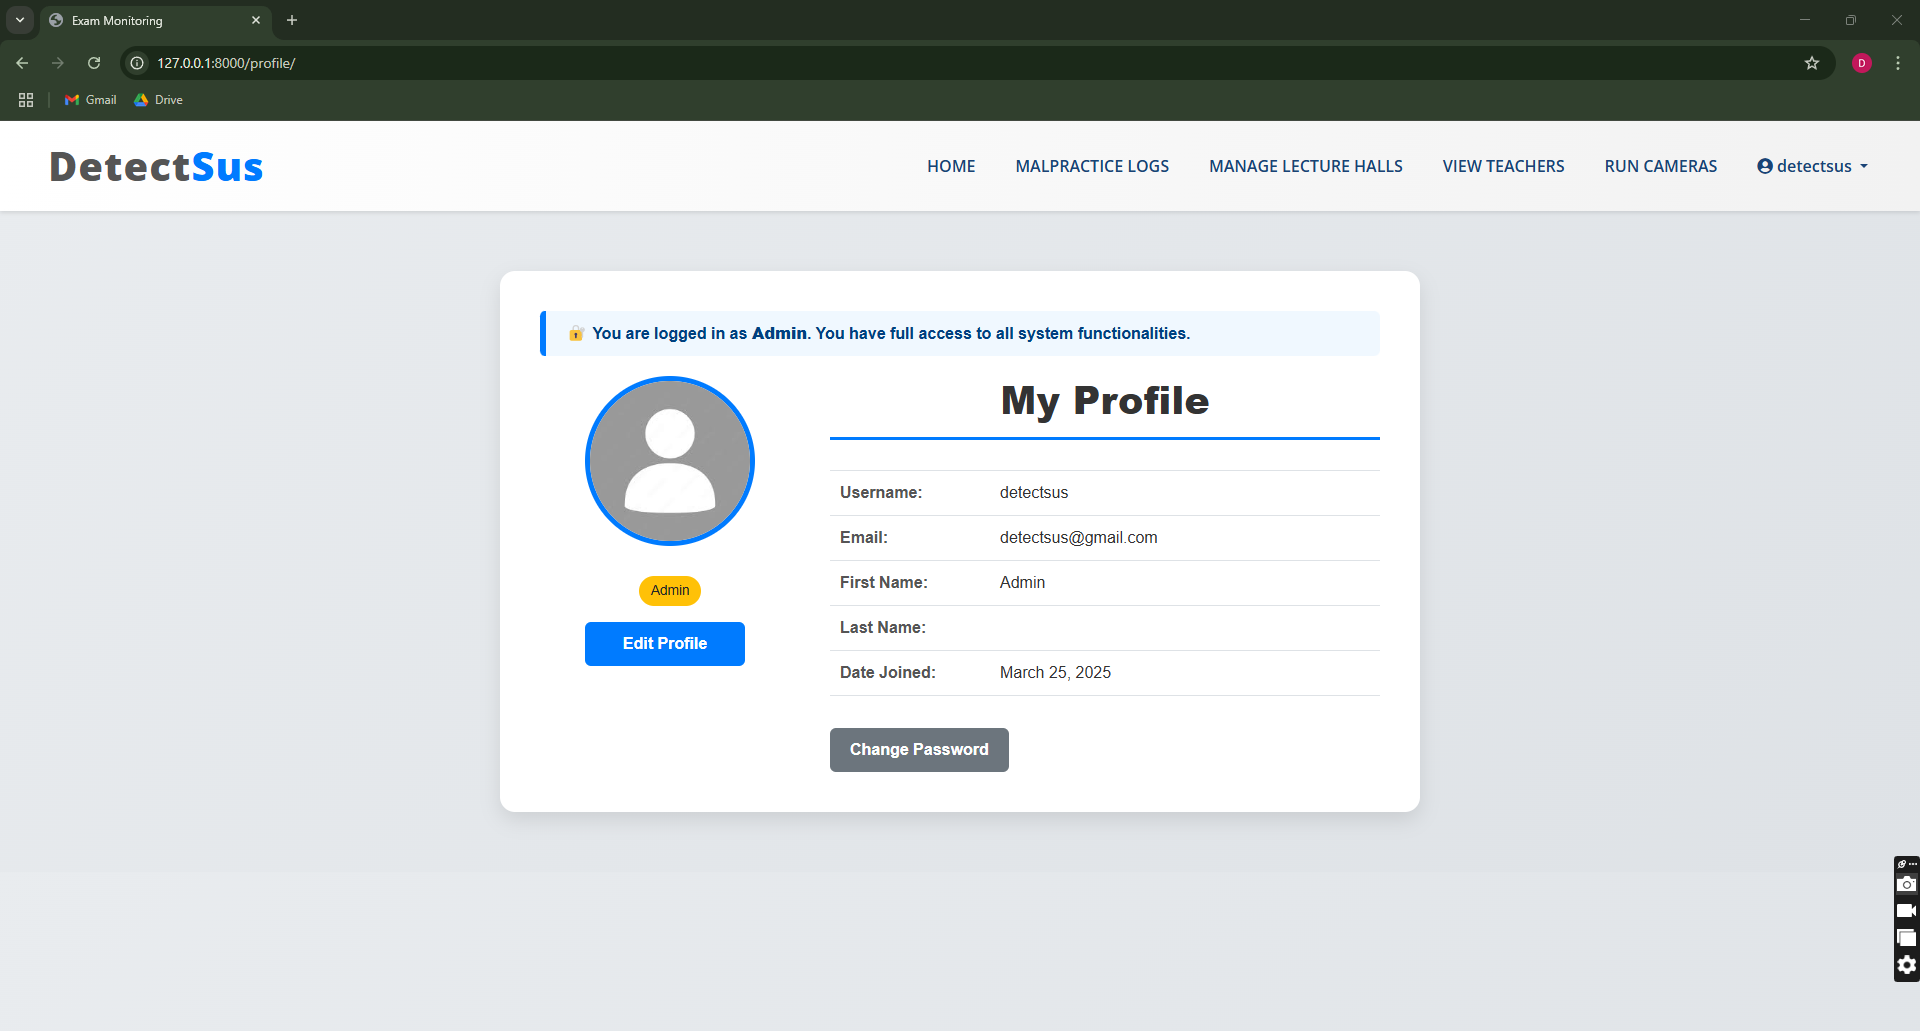 Exam Monitoring
127.0.0.1:8000/profile/
D
Gmail
Drive
DetectSus
HOME
MALPRACTICE LOGS
MANAGE LECTURE HALLS
VIEW TEACHERS
RUN CAMERAS
detectsus
You are logged in as Admin. You have full access to all system functionalities.
Admin
Edit Profile
My Profile
Username: detectsus
Email: detectsus@gmail.com
First Name: Admin
Last Name:
Date Joined: March 25, 2025
Change Password